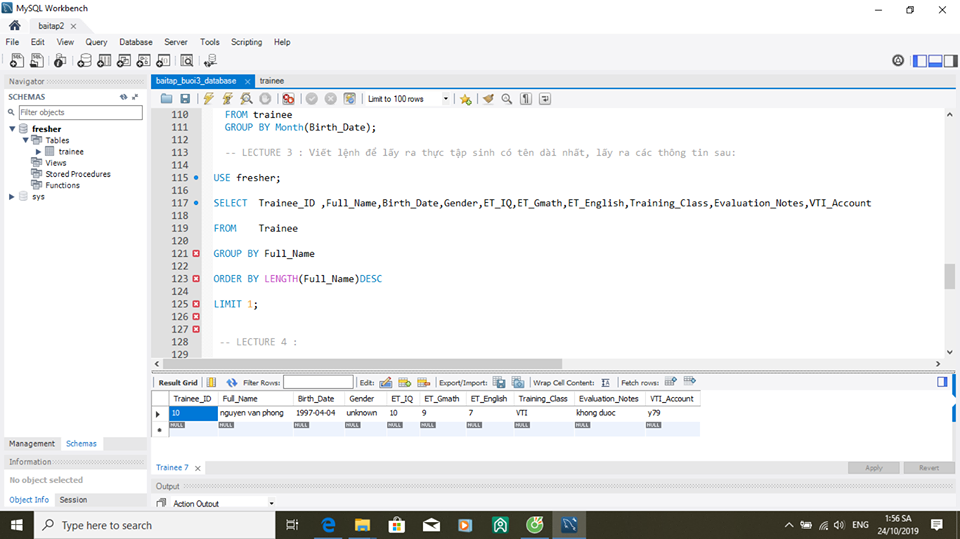 MySQL Workbench
baitap2
File Edit View Query Database Server Tools Scripting Help
Navigator
SCHEMAS
Filter objects
fresher
Tables
trainee
Views
Stored Procedures
Functions
sys
baitap_buoi3_database trainee
Limit to 100 rows
110 FROM trainee
111 GROUP BY Month(Birth_Date);
112
113 -- LECTURE 3 : Viết lệnh để lấy ra thực tập sinh có tên dài nhất, lấy ra các thông tin sau:
114
115 USE fresher;
116
117 SELECT Trainee_ID ,Full_Name,Birth_Date,Gender,ET_IQ,ET_Gmath,ET_English,Training_Class,Evaluation_Notes,VTI_Account
118
119 FROM Trainee
120
121 GROUP BY Full_Name
122
123 ORDER BY LENGTH(Full_Name)DESC
124
125 LIMIT 1;
126
127
128 -- LECTURE 4 :
129
Result Grid Filter Rows: Edit: Export/Import: Wrap Cell Content: Fetch rows:
Trainee_ID Full_Name Birth_Date Gender ET_IQ ET_Gmath ET_English Training_Class Evaluation_Notes VTI_Account
10 nguyen van phong 1997-04-04 unknown 10 9 7 VTI khong duoc y79
NULL NULL NULL NULL NULL NULL NULL NULL NULL NULL
Management Schemas
Information
No object selected
Object Info Session
Trainee 7
Apply Revert
Output
Action Output
Type here to search
ENG
1:56 SA
24/10/2019